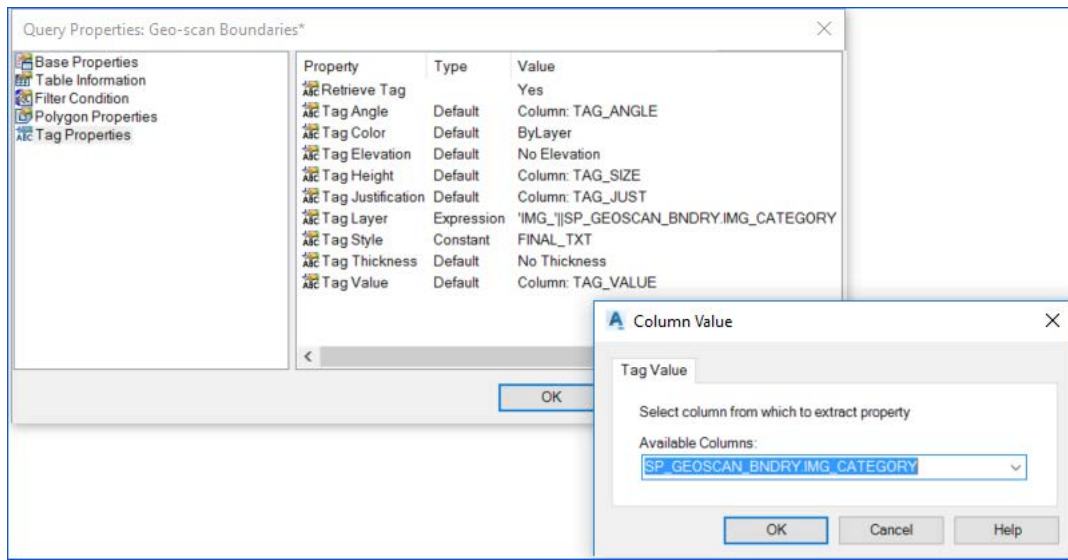 Query Properties: Geo-scan Boundaries*
Base Properties
Table Information
Filter Condition
Polygon Properties
Tag Properties
Property Type Value
Retrieve Tag Yes
Tag Angle Default Column: TAG_ANGLE
Tag Color Default ByLayer
Tag Elevation Default No Elevation
Tag Height Default Column: TAG_SIZE
Tag Justification Default Column: TAG_JUST
Tag Layer Expression 'IMG_'||SP_GEOSCAN_BNDRY.IMG_CATEGORY
Tag Style Constant FINAL_TXT
Tag Thickness Default No Thickness
Tag Value Default Column: TAG_VALUE
OK
Column Value
Tag Value
Select column from which to extract property
Available Columns:
SP_GEOSCAN_BNDRY.IMG_CATEGORY
OK Cancel Help